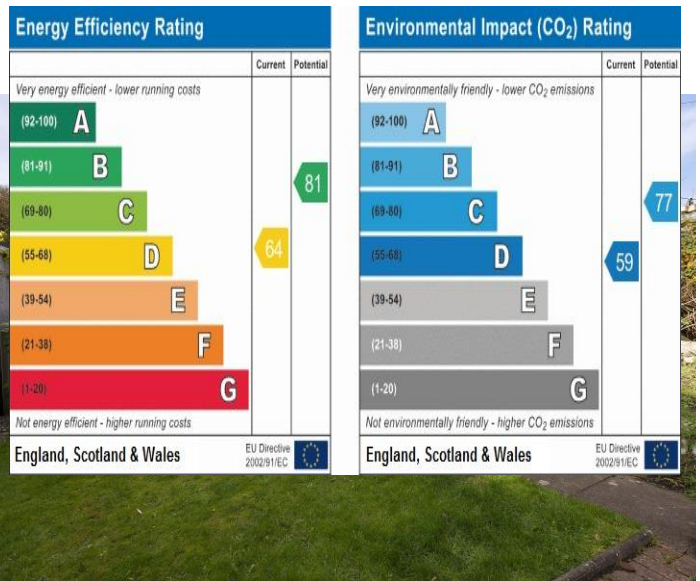 Energy Efficiency Rating
Current Potential
Very energy efficient - lower running costs
(92-100) A
(81-91) B
(69-80) C
(55-68) D
(39-54) E
(21-38) F
(1-20) G
81
64
Not energy efficient - higher running costs
England, Scotland & Wales
EU Directive
2002/91/EC
Environmental Impact (CO2) Rating
Current Potential
Very environmentally friendly - lower CO2 emissions
(92-100) A
(81-91) B
(69-80) C
(55-68) D
(39-54) E
(21-38) F
(1-20) G
77
59
Not environmentally friendly - higher CO2 emissions
England, Scotland & Wales
EU Directive
2002/91/EC